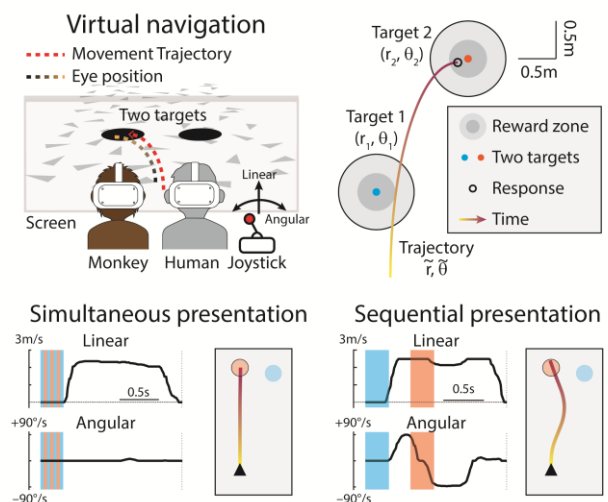 Virtual navigation
Movement Trajectory
Eye position
Two targets
Linear
Angular
Screen
Monkey
Human
Joystick
Target 2
(r₂, θ₂)
0.5m
0.5m
Target 1
(r₁, θ₁)
Reward zone
Two targets
Response
Time
Trajectory
r̃, θ̃
Simultaneous presentation
3m/s
Linear
0.5s
0
+90°/s
Angular
−90°/s
Sequential presentation
3m/s
Linear
0.5s
0
+90°/s
Angular
−90°/s